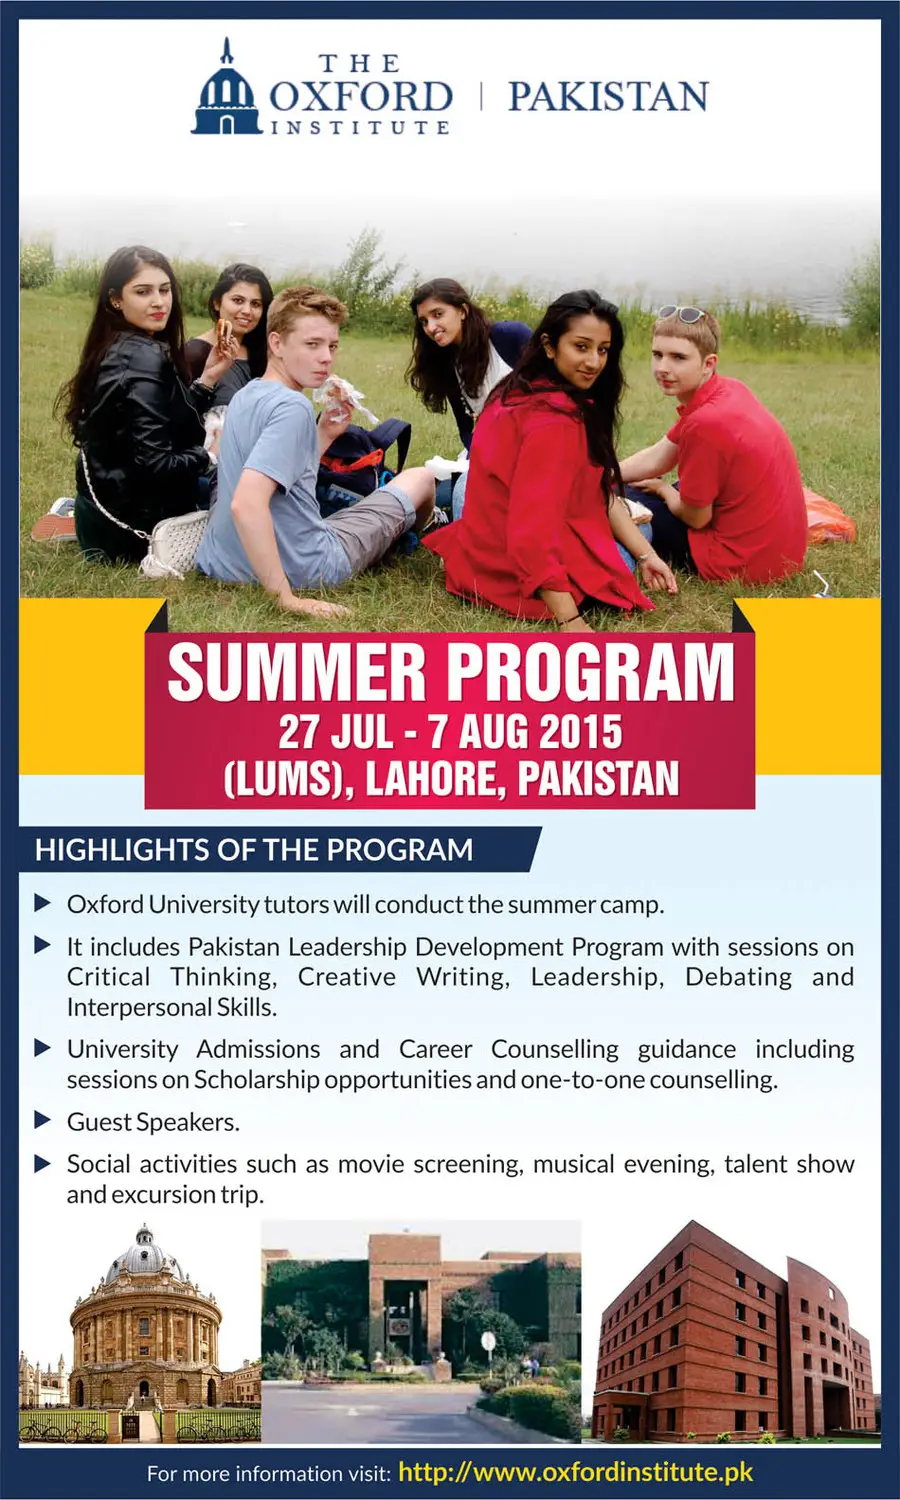 THE
OXFORD
INSTITUTE
PAKISTAN
SUMMER PROGRAM
27 JUL - 7 AUG 2015
(LUMS), LAHORE, PAKISTAN
HIGHLIGHTS OF THE PROGRAM
Oxford University tutors will conduct the summer camp.
It includes Pakistan Leadership Development Program with sessions on
Critical Thinking, Creative Writing, Leadership, Debating and
Interpersonal Skills.
University Admissions and Career Counselling guidance including
sessions on Scholarship opportunities and one-to-one counselling.
Guest Speakers.
Social activities such as movie screening, musical evening, talent show
and excursion trip.
For more information visit: http://www.oxfordinstitute.pk